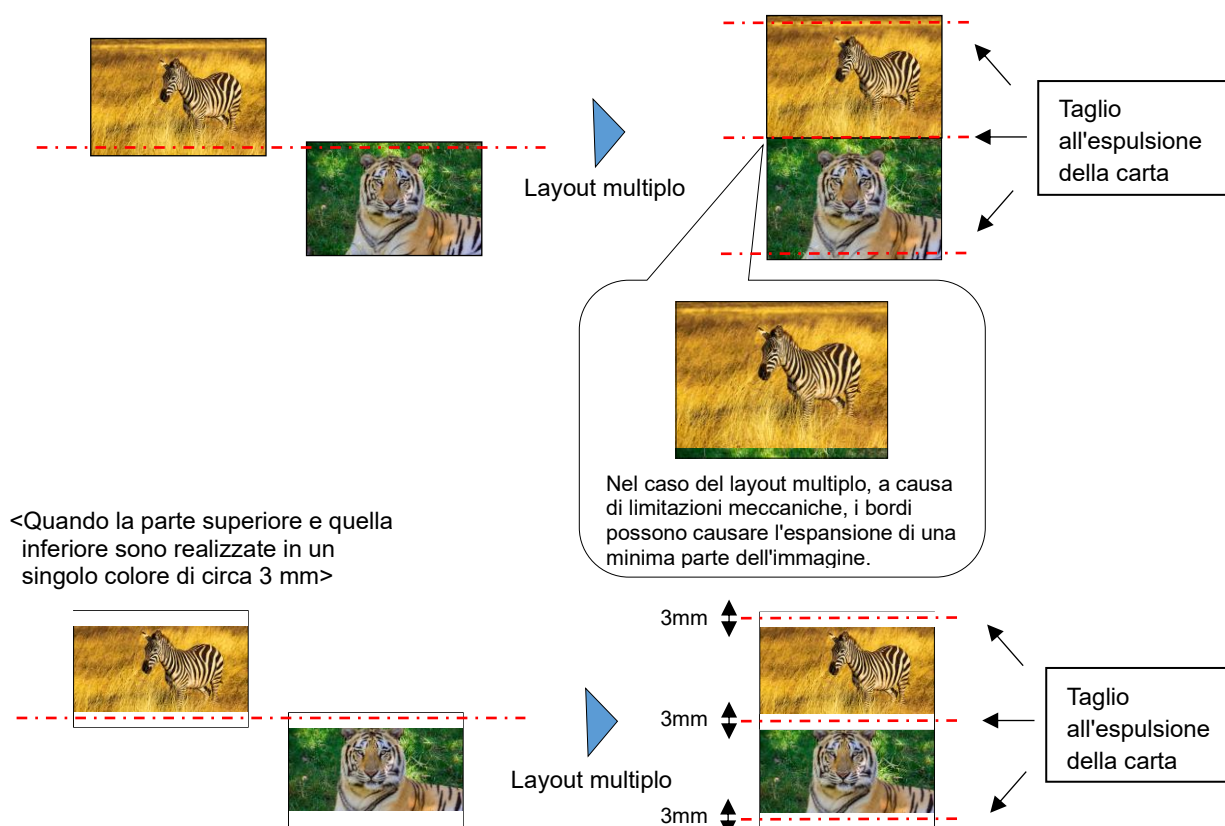 Layout multiplo
Taglio
all'espulsione
della carta
Nel caso del layout multiplo, a causa
di limitazioni meccaniche, i bordi
possono causare l'espansione di una
minima parte dell'immagine.
<Quando la parte superiore e quella
inferiore sono realizzate in un
singolo colore di circa 3 mm>
3mm
3mm
3mm
Layout multiplo
Taglio
all'espulsione
della carta